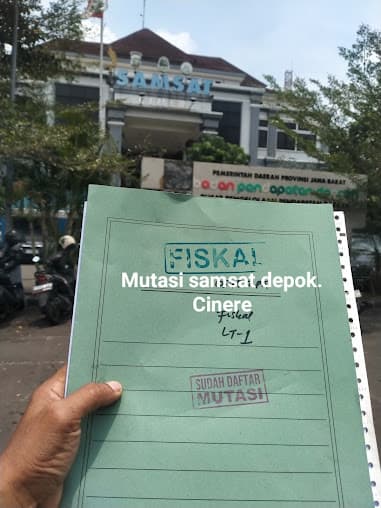 SAMSAT
PEMERINTAH DAERAH PROVINSI JAWA BARAT
FISKAL
Mutasi samsat depok.
Cinere
Fiskal
LT-1
SUDAH DAFTAR
MUTASI